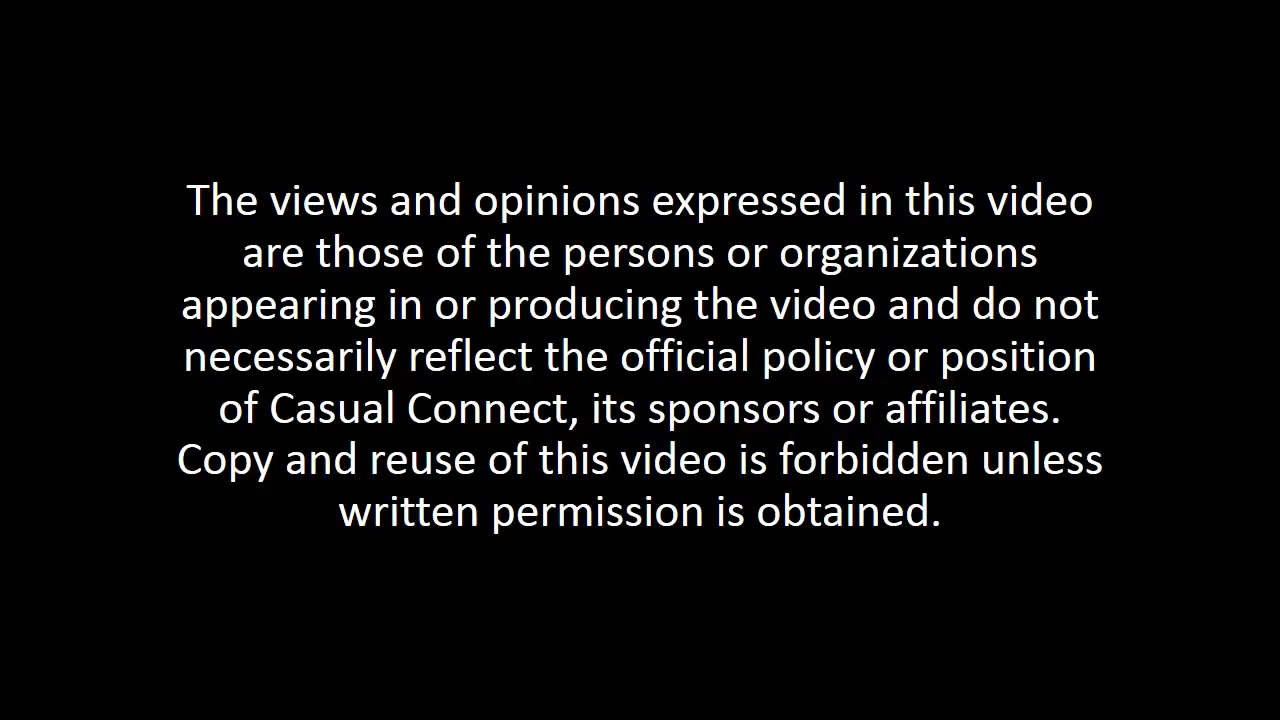 The views and opinions expressed in this video
are those of the persons or organizations
appearing in or producing the video and do not
necessarily reflect the official policy or position
of Casual Connect, its sponsors or affiliates.
Copy and reuse of this video is forbidden unless
written permission is obtained.